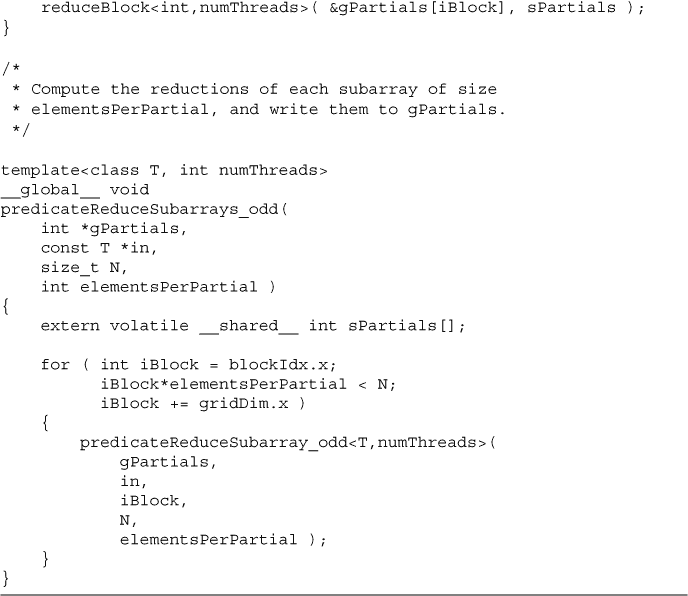 reduceBlock<int,numThreads>( &gPartials[iBlock], sPartials );
}
/*
 * Compute the reductions of each subarray of size
 * elementsPerPartial, and write them to gPartials.
 */
template<class T, int numThreads>
__global__ void
predicateReduceSubarrays_odd(
    int *gPartials,
    const T *in,
    size_t N,
    int elementsPerPartial )
{
    extern volatile __shared__ int sPartials[];
    for ( int iBlock = blockIdx.x;
          iBlock*elementsPerPartial < N;
          iBlock += gridDim.x )
    {
        predicateReduceSubarray_odd<T,numThreads>(
            gPartials,
            in,
            iBlock,
            N,
            elementsPerPartial );
    }
}